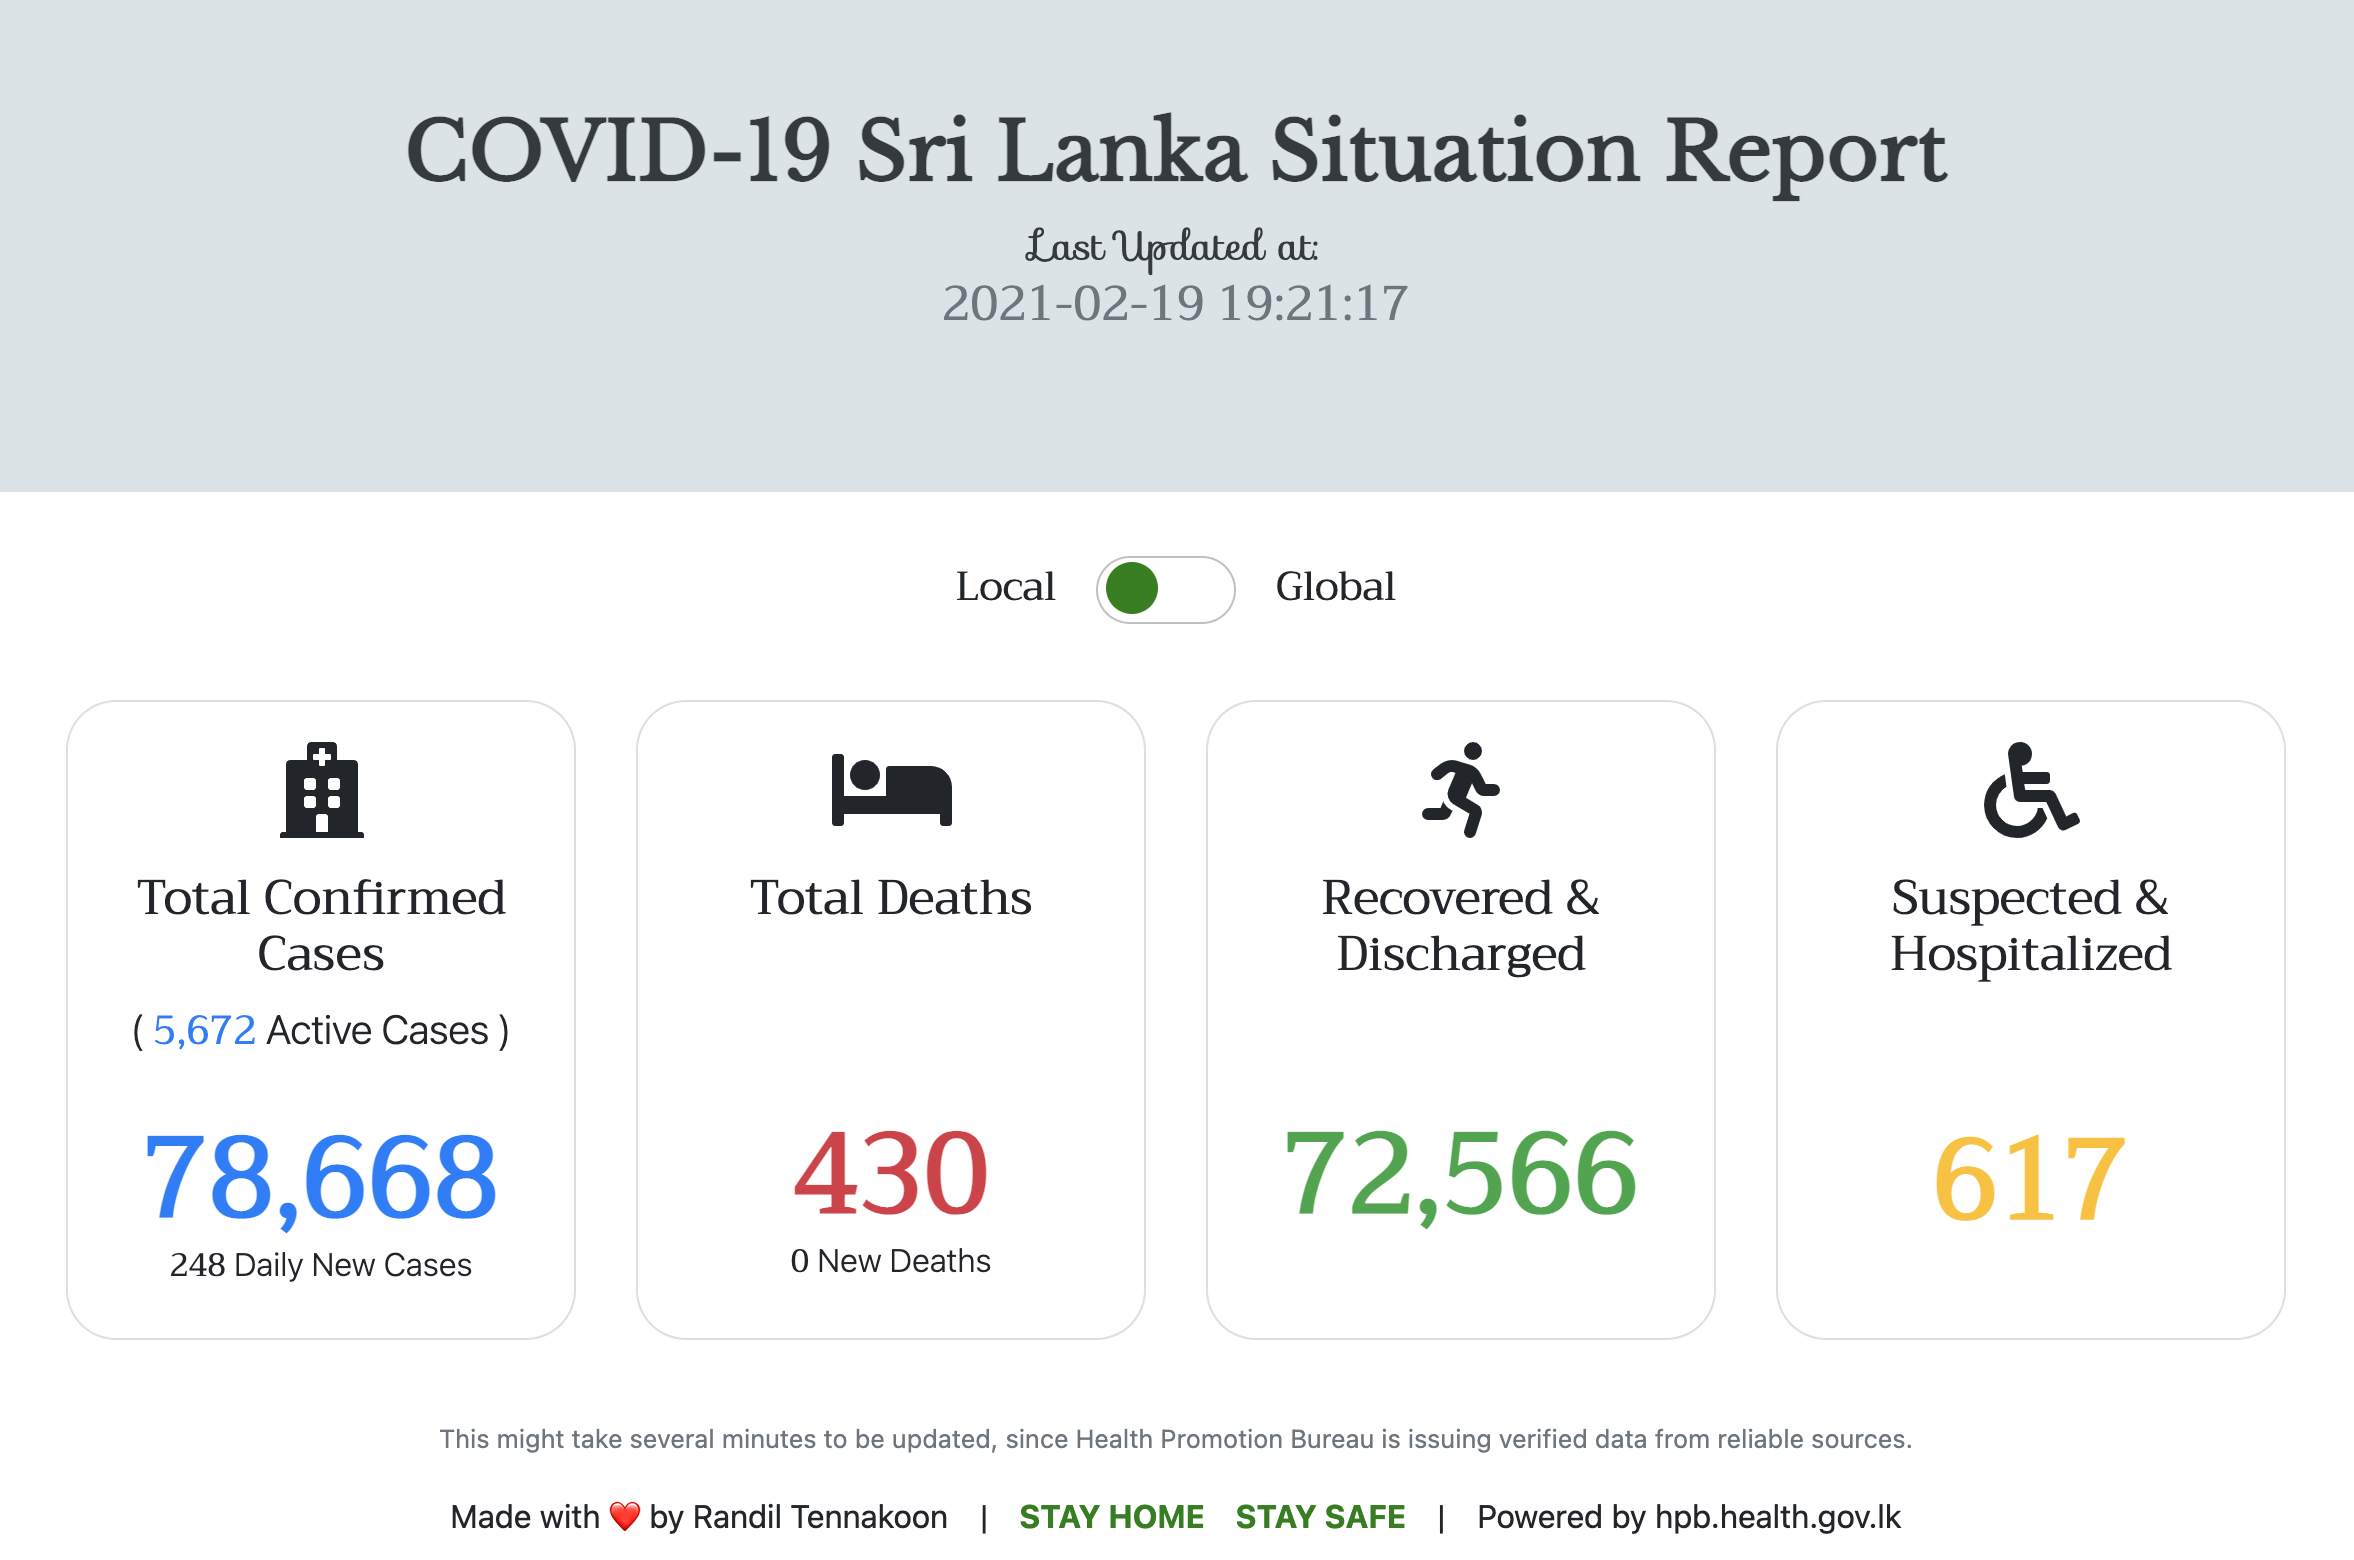 COVID-19 Sri Lanka Situation Report
Last Updated at:
2021-02-19 19:21:17
Local Global
Total Confirmed
Cases
( 5,672 Active Cases )
78,668
248 Daily New Cases
Total Deaths
430
0 New Deaths
Recovered &
Discharged
72,566
Suspected &
Hospitalized
617
This might take several minutes to be updated, since Health Promotion Bureau is issuing verified data from reliable sources.
Made with ❤️ by Randil Tennakoon | STAY HOME STAY SAFE | Powered by hpb.health.gov.lk